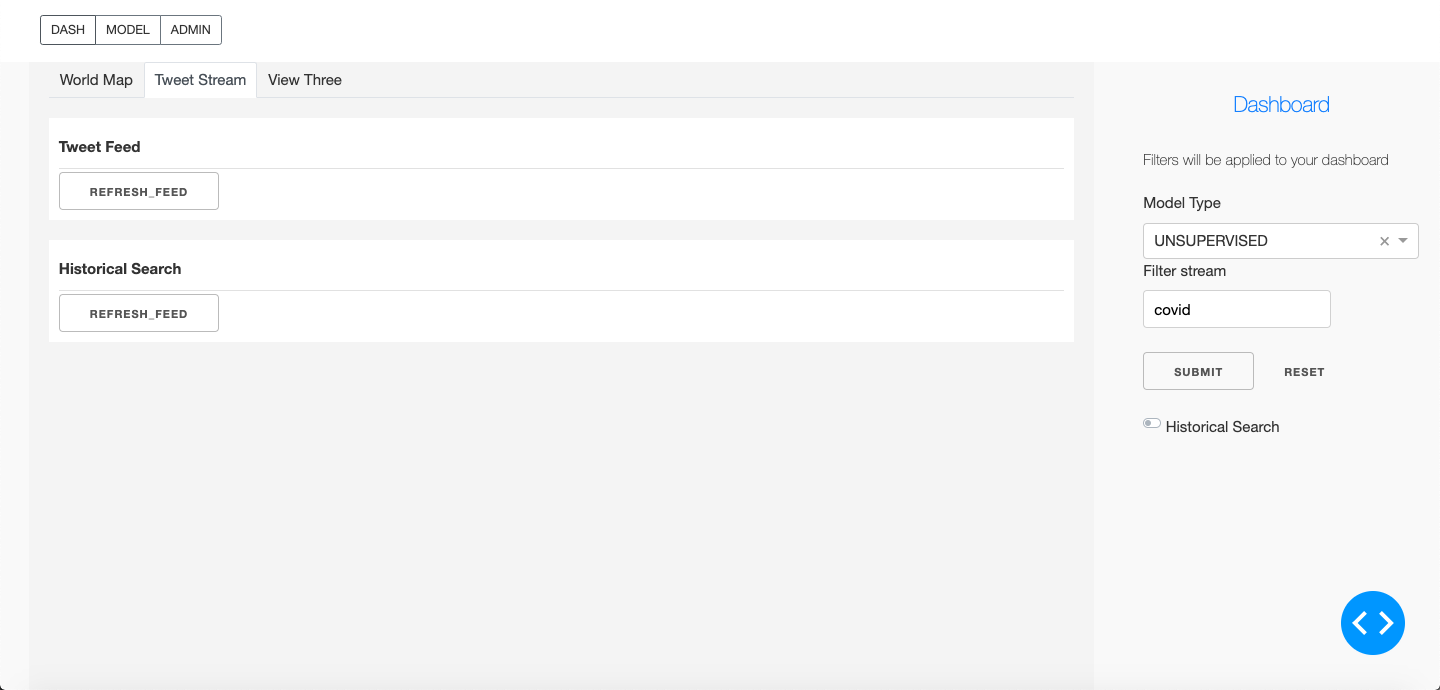 DASH MODEL ADMIN
World Map Tweet Stream View Three
Tweet Feed
REFRESH_FEED
Historical Search
REFRESH_FEED
Dashboard
Filters will be applied to your dashboard
Model Type
UNSUPERVISED
Filter stream
covid
SUBMIT RESET
Historical Search